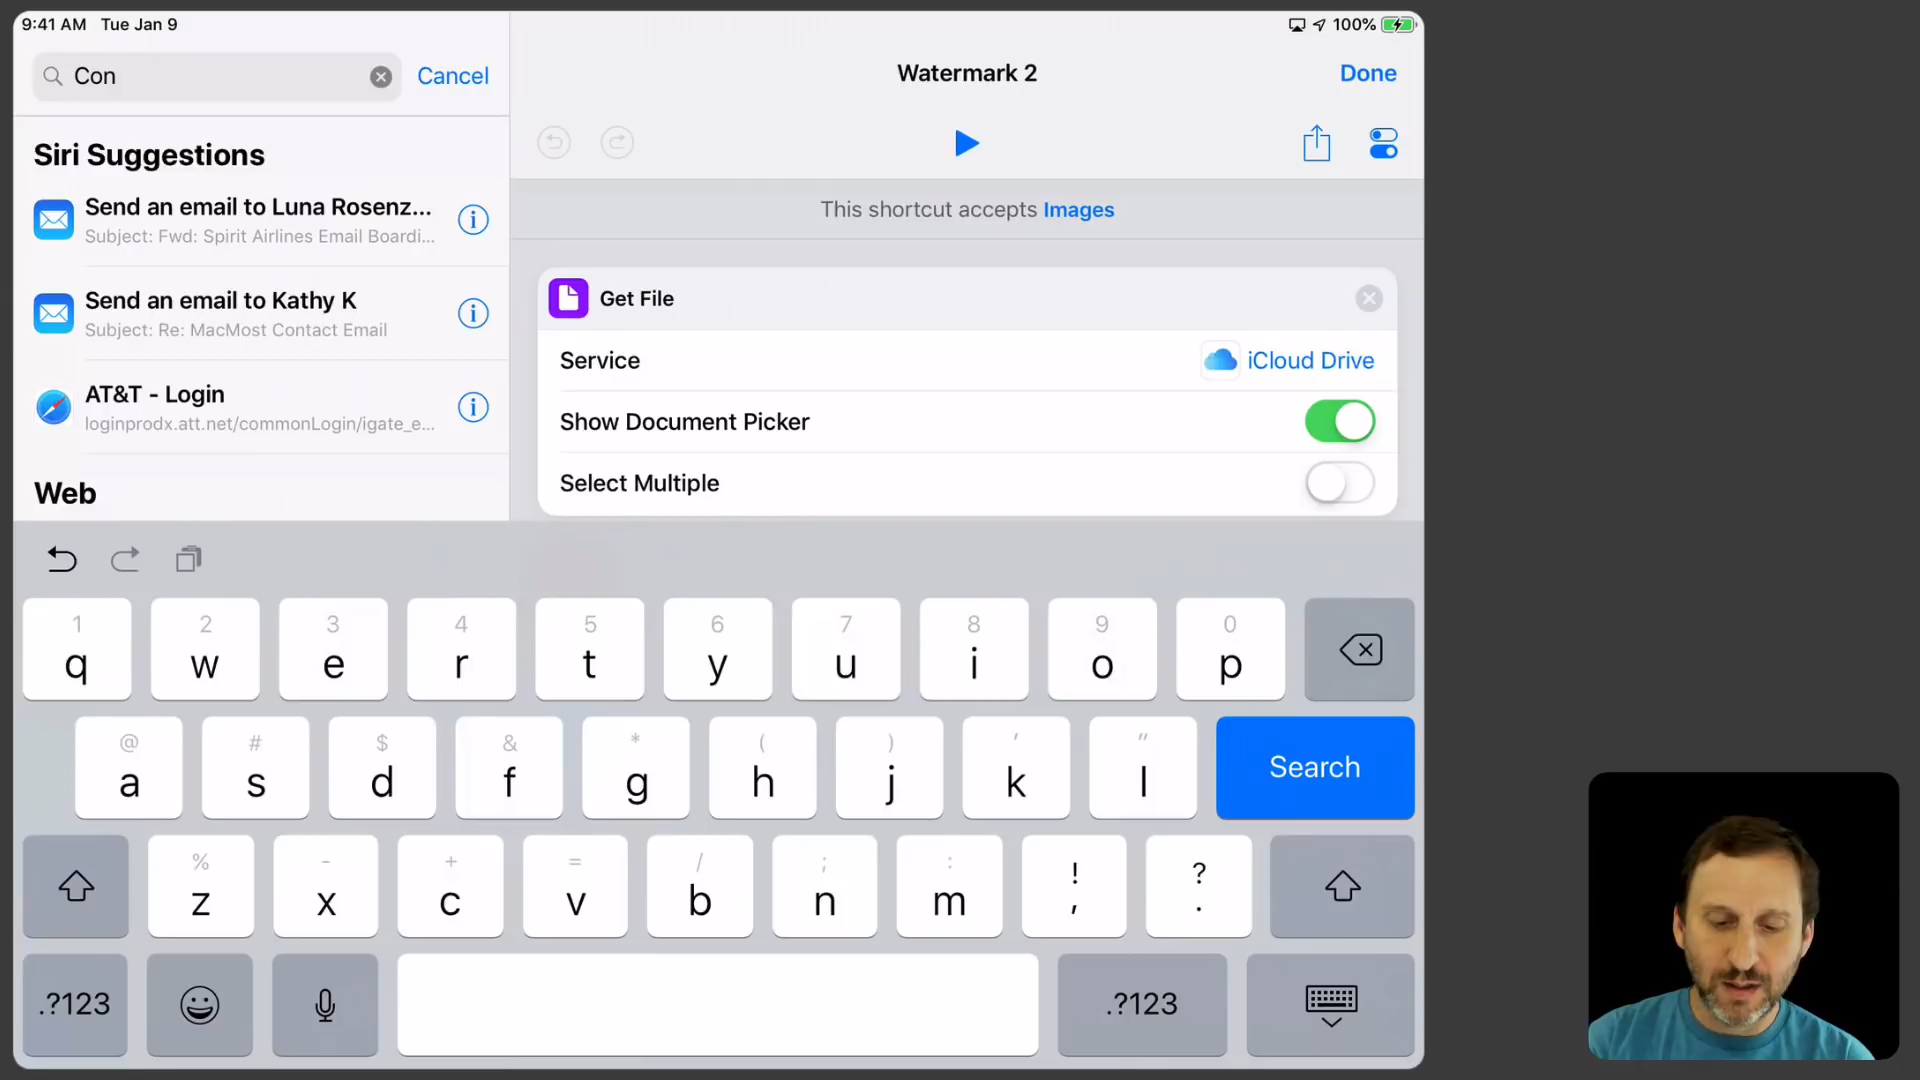 9:41 AM Tue Jan 9
100%
Con
Cancel
Watermark 2
Done
Siri Suggestions
Send an email to Luna Rosenz...
Subject: Fwd: Spirit Airlines Email Boardi...
Send an email to Kathy K
Subject: Re: MacMost Contact Email
AT&T - Login
loginprodx.att.net/commonLogin/igate_e...
Web
This shortcut accepts Images
Get File
Service
iCloud Drive
Show Document Picker
Select Multiple
1 2 3 4 5 6 7 8 9 0
q w e r t y u i o p
@ # $ & * ( ) ' "
a s d f g h j k l
Search
% - + = / ; : ! ?
z x c v b n m , .
.?123
.?123